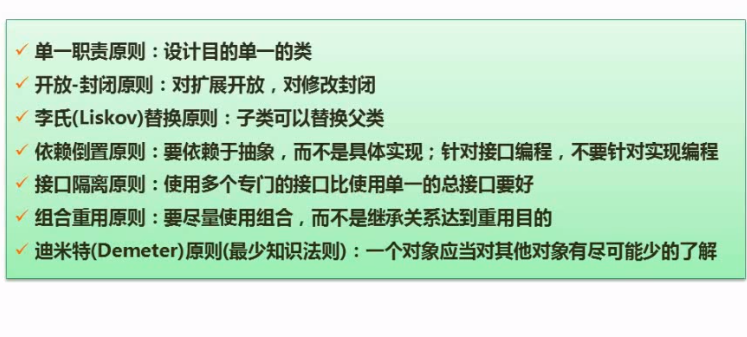 单一职责原则：设计目的单一的类
开放-封闭原则：对扩展开放，对修改封闭
李氏(Liskov)替换原则：子类可以替换父类
依赖倒置原则：要依赖于抽象，而不是具体实现；针对接口编程，不要针对实现编程
接口隔离原则：使用多个专门的接口比使用单一的总接口要好
组合重用原则：要尽量使用组合，而不是继承关系达到重用目的
迪米特(Demeter)原则(最少知识法则)：一个对象应当对其他对象有尽可能少的了解